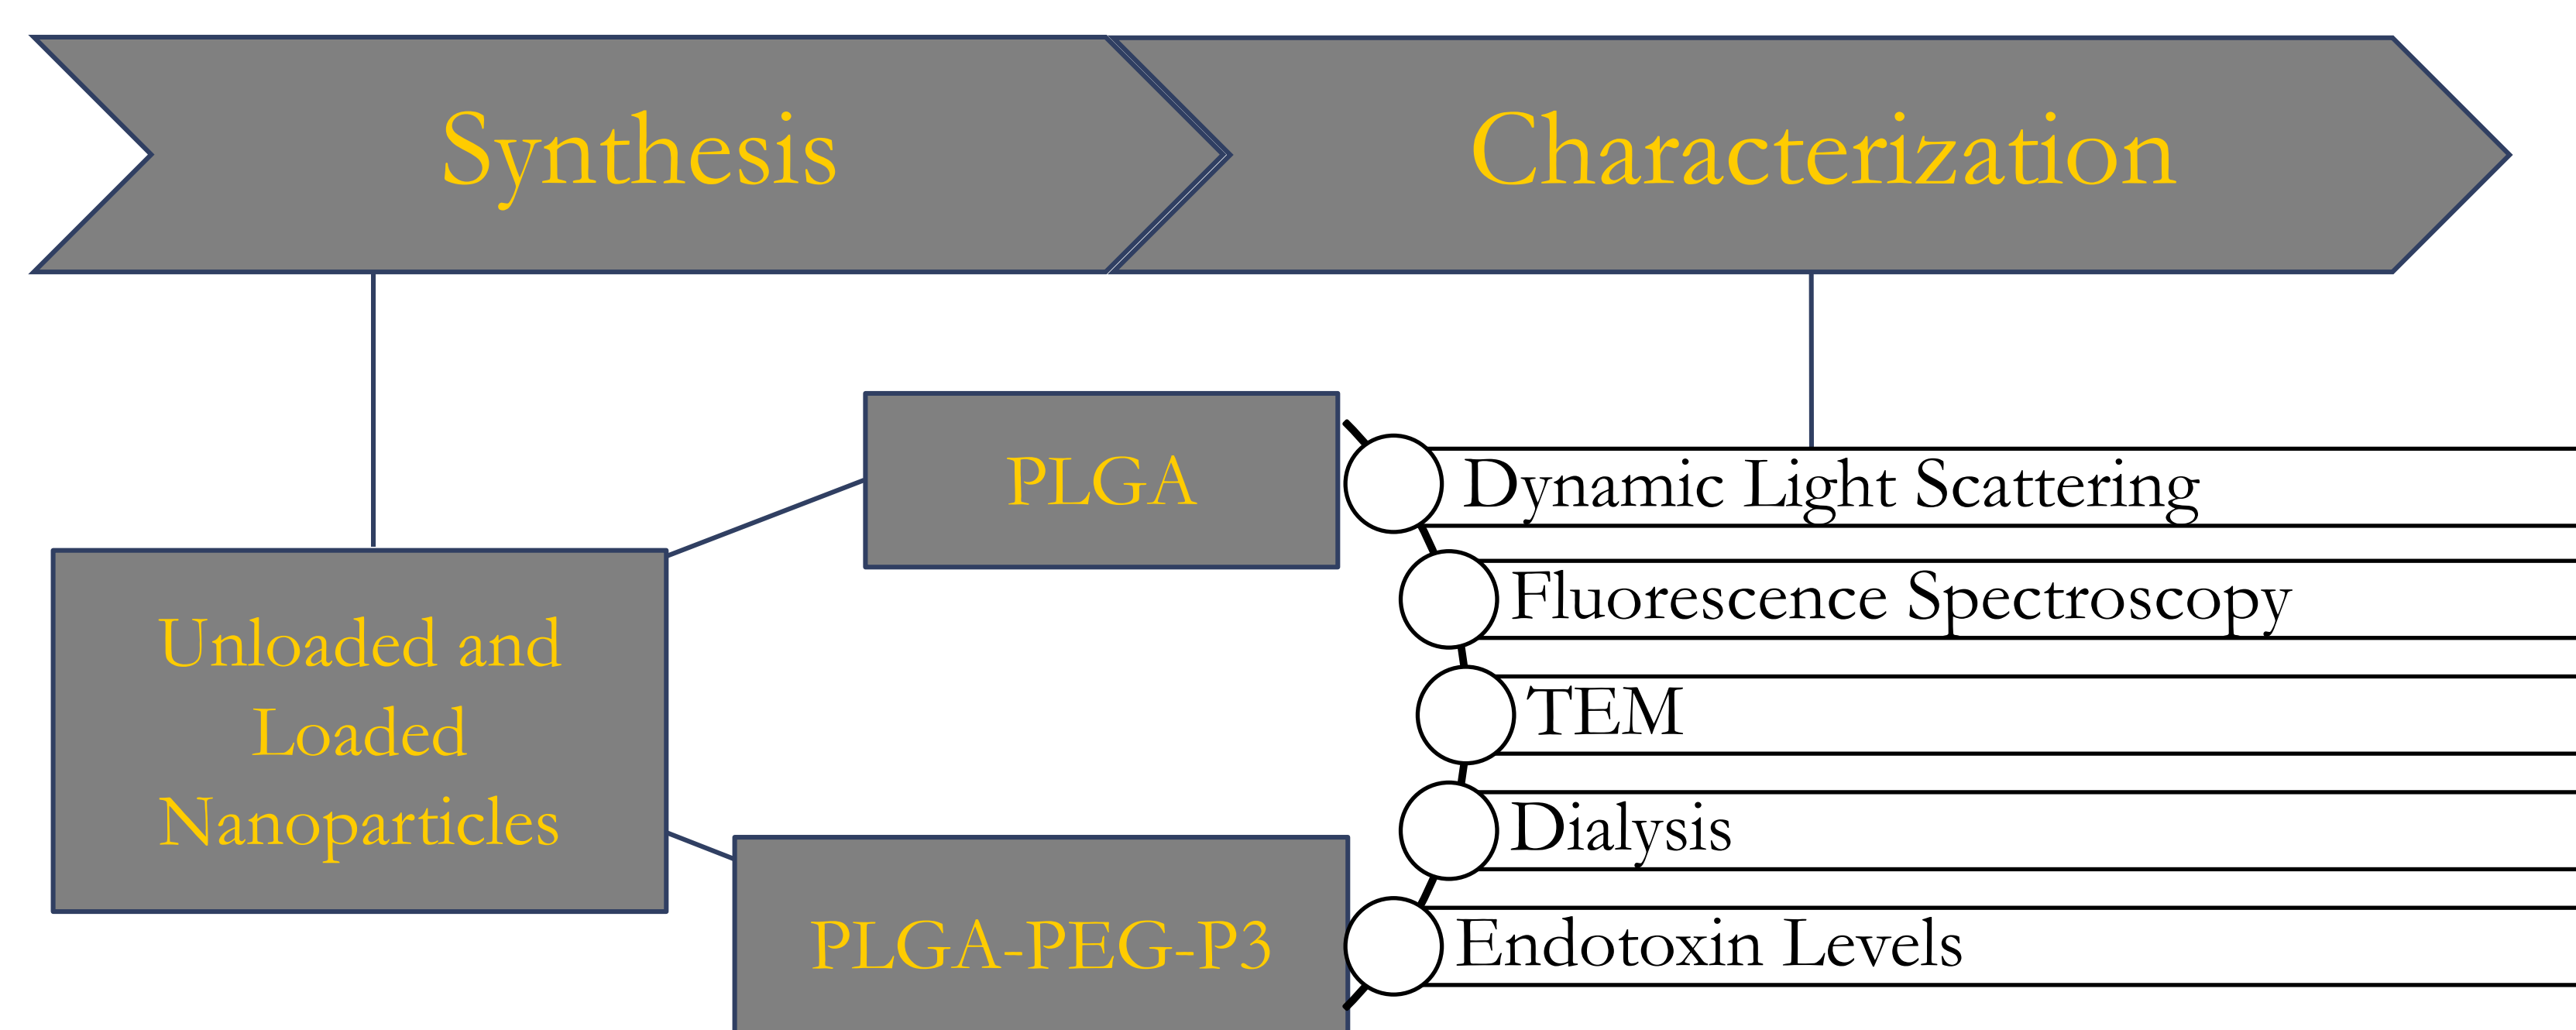 Synthesis
Characterization
PLGA
Unloaded and
Loaded
Nanoparticles
PLGA-PEG-P3
Dynamic Light Scattering
Fluorescence Spectroscopy
TEM
Dialysis
Endotoxin Levels